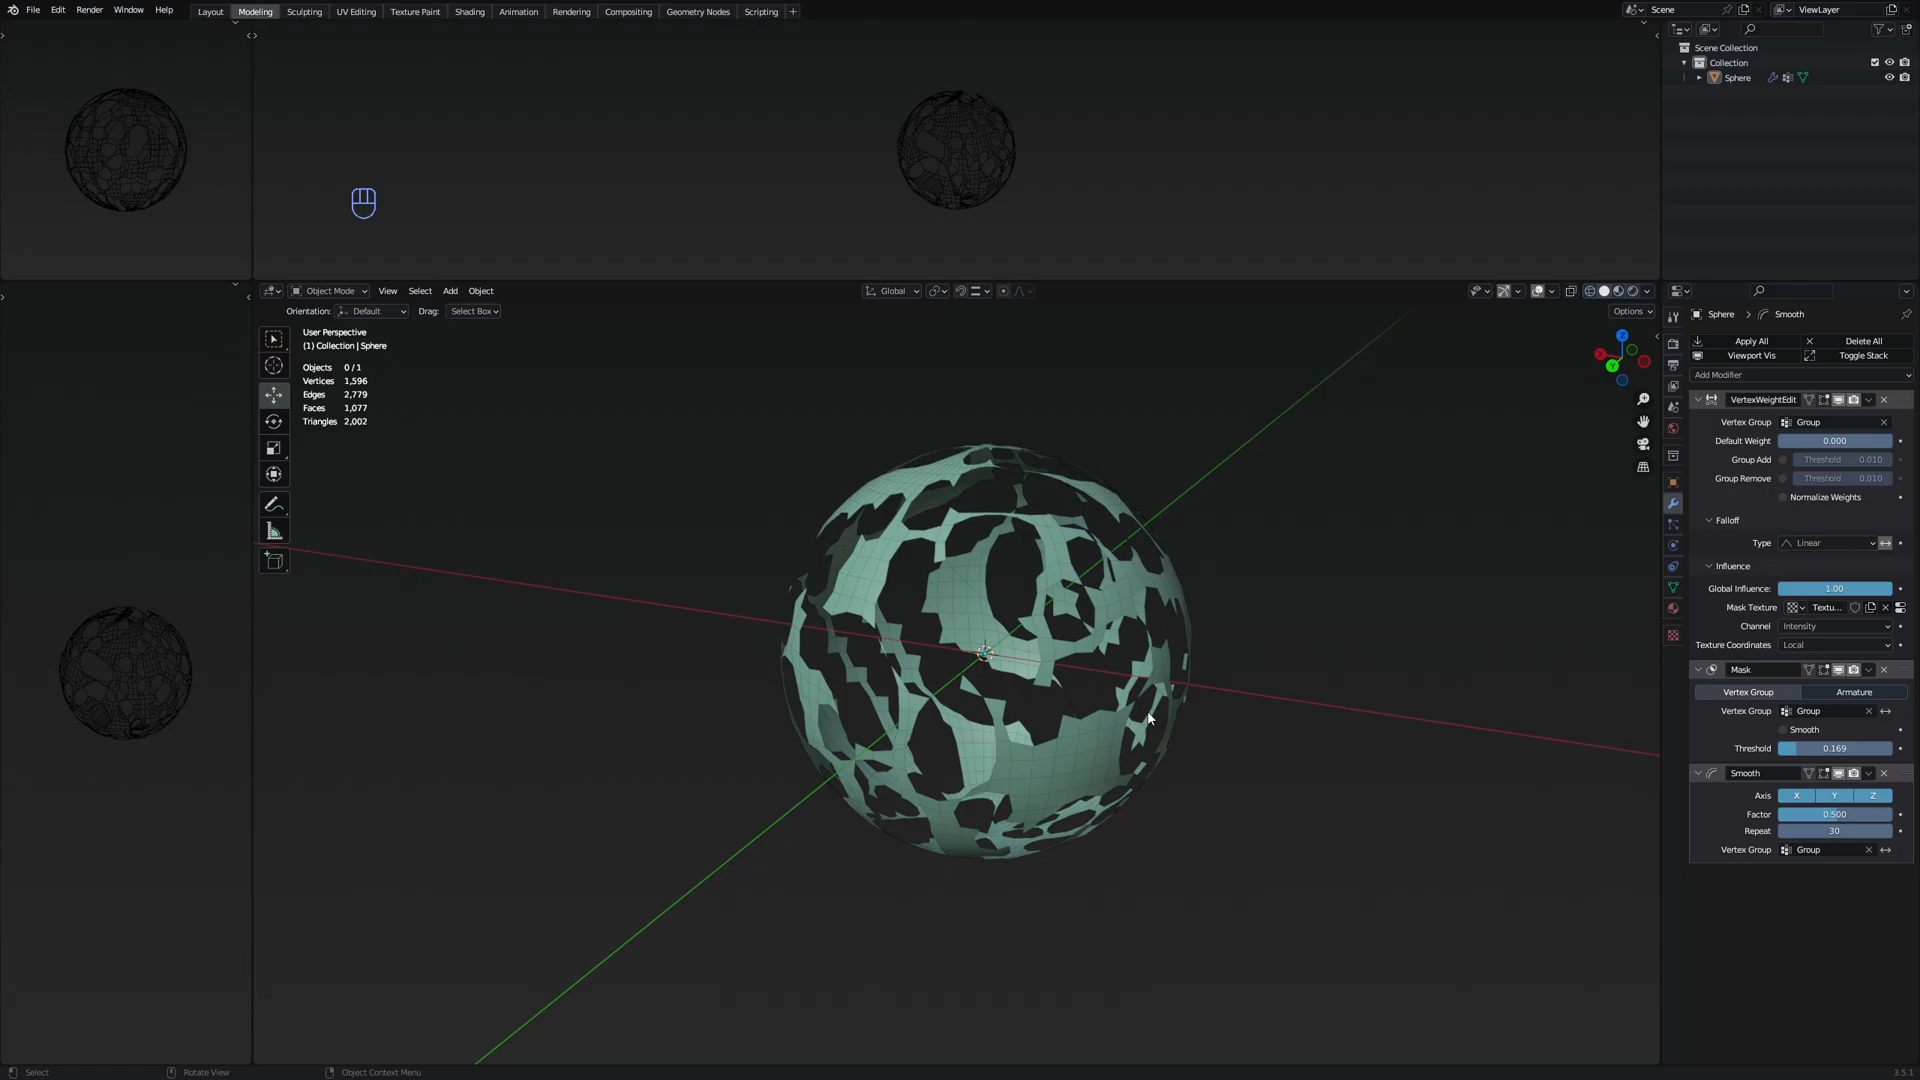 File Edit Render Window Help Layout Modeling Sculpting UV Editing Texture Paint Shading Animation Rendering Compositing Geometry Nodes Scripting + Scene ViewLayer
Scene Collection
Collection
Sphere
Object Mode View Select Add Object Global
Orientation: Default Drag: Select Box Options
User Perspective
(1) Collection | Sphere
Objects 0 / 1
Vertices 1,596
Edges 2,779
Faces 1,077
Triangles 2,002
Z
X
Y
Sphere > Smooth
Apply All Delete All
Viewport Vis Toggle Stack
Add Modifier
VertexWeightEdit
Vertex Group Group
Default Weight 0.000
Group Add Threshold 0.010
Group Remove Threshold 0.010
Normalize Weights
Falloff
Type Linear
Influence
Global Influence: 1.00
Mask Texture Textu...
Channel Intensity
Texture Coordinates Local
Mask
Vertex Group Armature
Vertex Group Group
Smooth
Threshold 0.169
Smooth
Axis X Y Z
Factor 0.500
Repeat 30
Vertex Group Group
Select Rotate View Object Context Menu 3.5.1